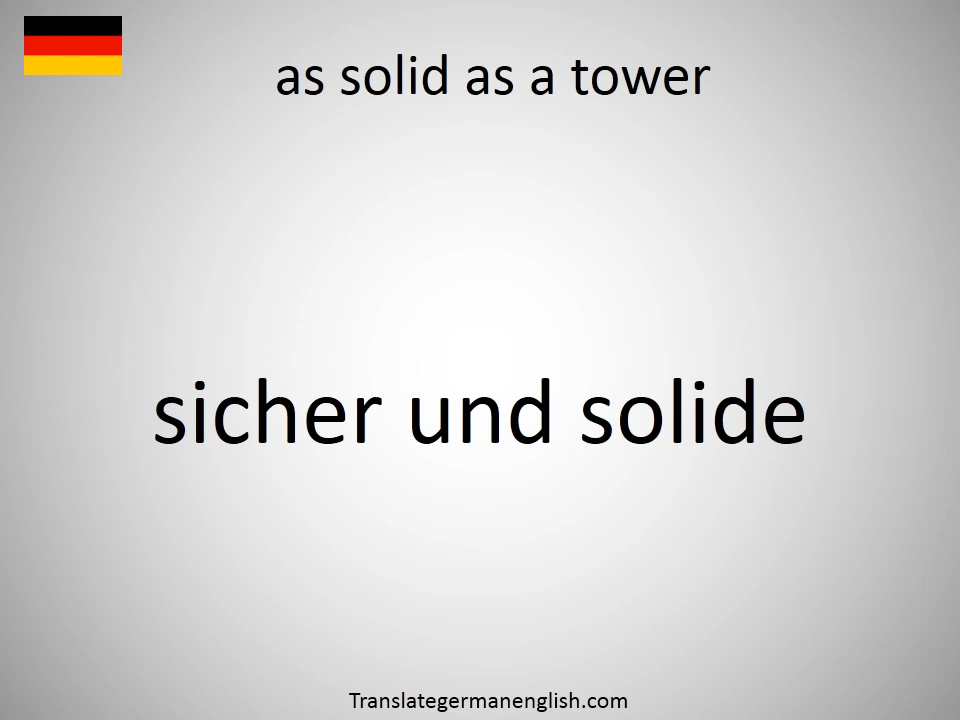 as solid as a tower
sicher und solide
Translategermanenglish.com